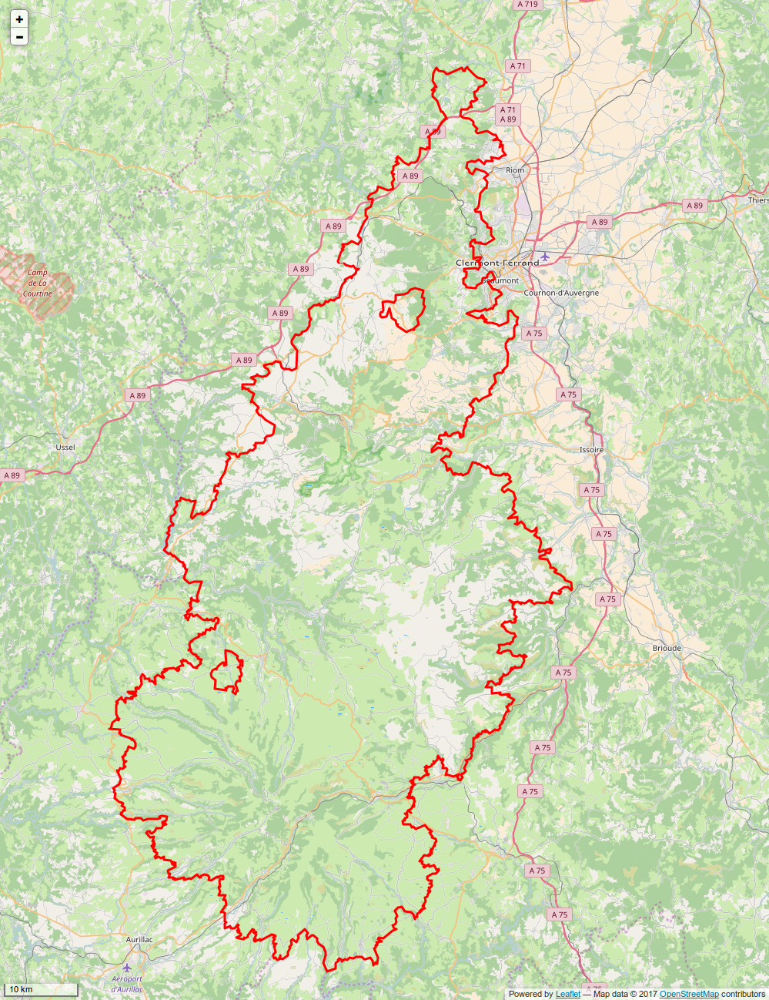 +
−
A 719
A 71
A 71
A 89
A 89
Riom
A 89
Thiers
A 89
A 89
A 89
Clermont-Ferrand
Camp
de La
Courtine
A 89
Beaumont
Cournon-d'Auvergne
A 89
A 75
A 89
A 89
A 75
Ussel
Issoire
A 89
A 75
A 75
A 75
Brioude
A 75
A 75
A 75
A 75
A 75
Aurillac
Aéroport
d'Aurillac
10 km
A 75
Powered by Leaflet — Map data © 2017 OpenStreetMap contributors